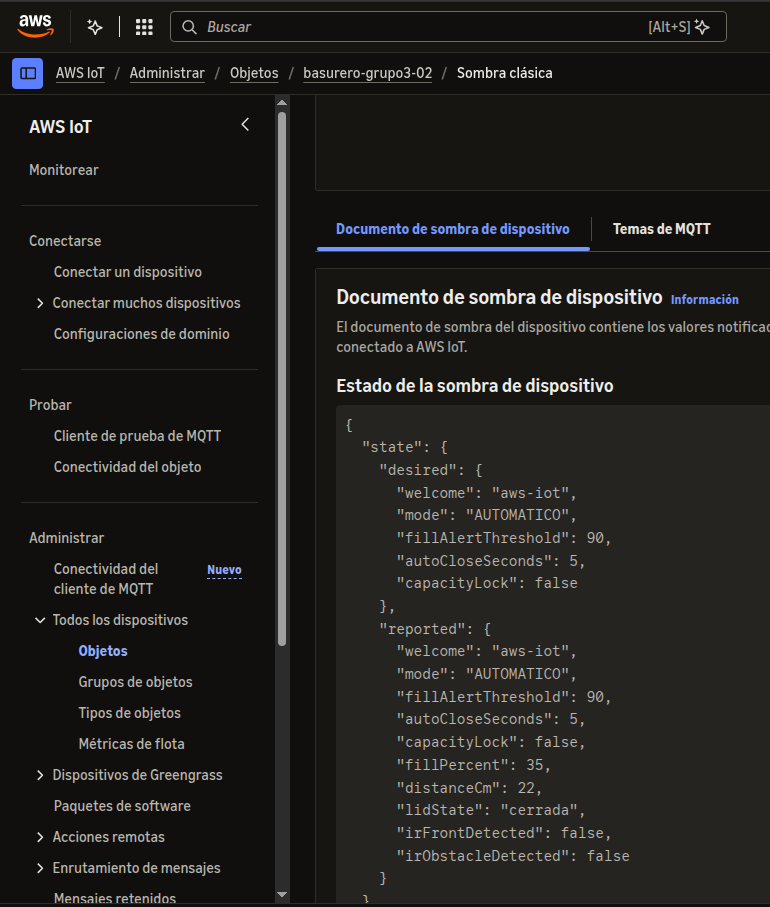 aws
Buscar
[Alt+S]
AWS IoT / Administrar / Objetos / basurero-grupo3-02 / Sombra clásica
AWS IoT
Monitorear
Conectarse
Conectar un dispositivo
Conectar muchos dispositivos
Configuraciones de dominio
Probar
Cliente de prueba de MQTT
Conectividad del objeto
Administrar
Conectividad del
cliente de MQTT
Nuevo
Todos los dispositivos
Objetos
Grupos de objetos
Tipos de objetos
Métricas de flota
Dispositivos de Greengrass
Paquetes de software
Acciones remotas
Enrutamiento de mensajes
Mensajes retenidos
Documento de sombra de dispositivo
Temas de MQTT
Documento de sombra de dispositivo Información
El documento de sombra del dispositivo contiene los valores notificad
conectado a AWS IoT.
Estado de la sombra de dispositivo
{
"state": {
"desired": {
"welcome": "aws-iot",
"mode": "AUTOMATICO",
"fillAlertThreshold": 90,
"autoCloseSeconds": 5,
"capacityLock": false
},
"reported": {
"welcome": "aws-iot",
"mode": "AUTOMATICO",
"fillAlertThreshold": 90,
"autoCloseSeconds": 5,
"capacityLock": false,
"fillPercent": 35,
"distanceCm": 22,
"lidState": "cerrada",
"irFrontDetected": false,
"irObstacleDetected": false
}
}